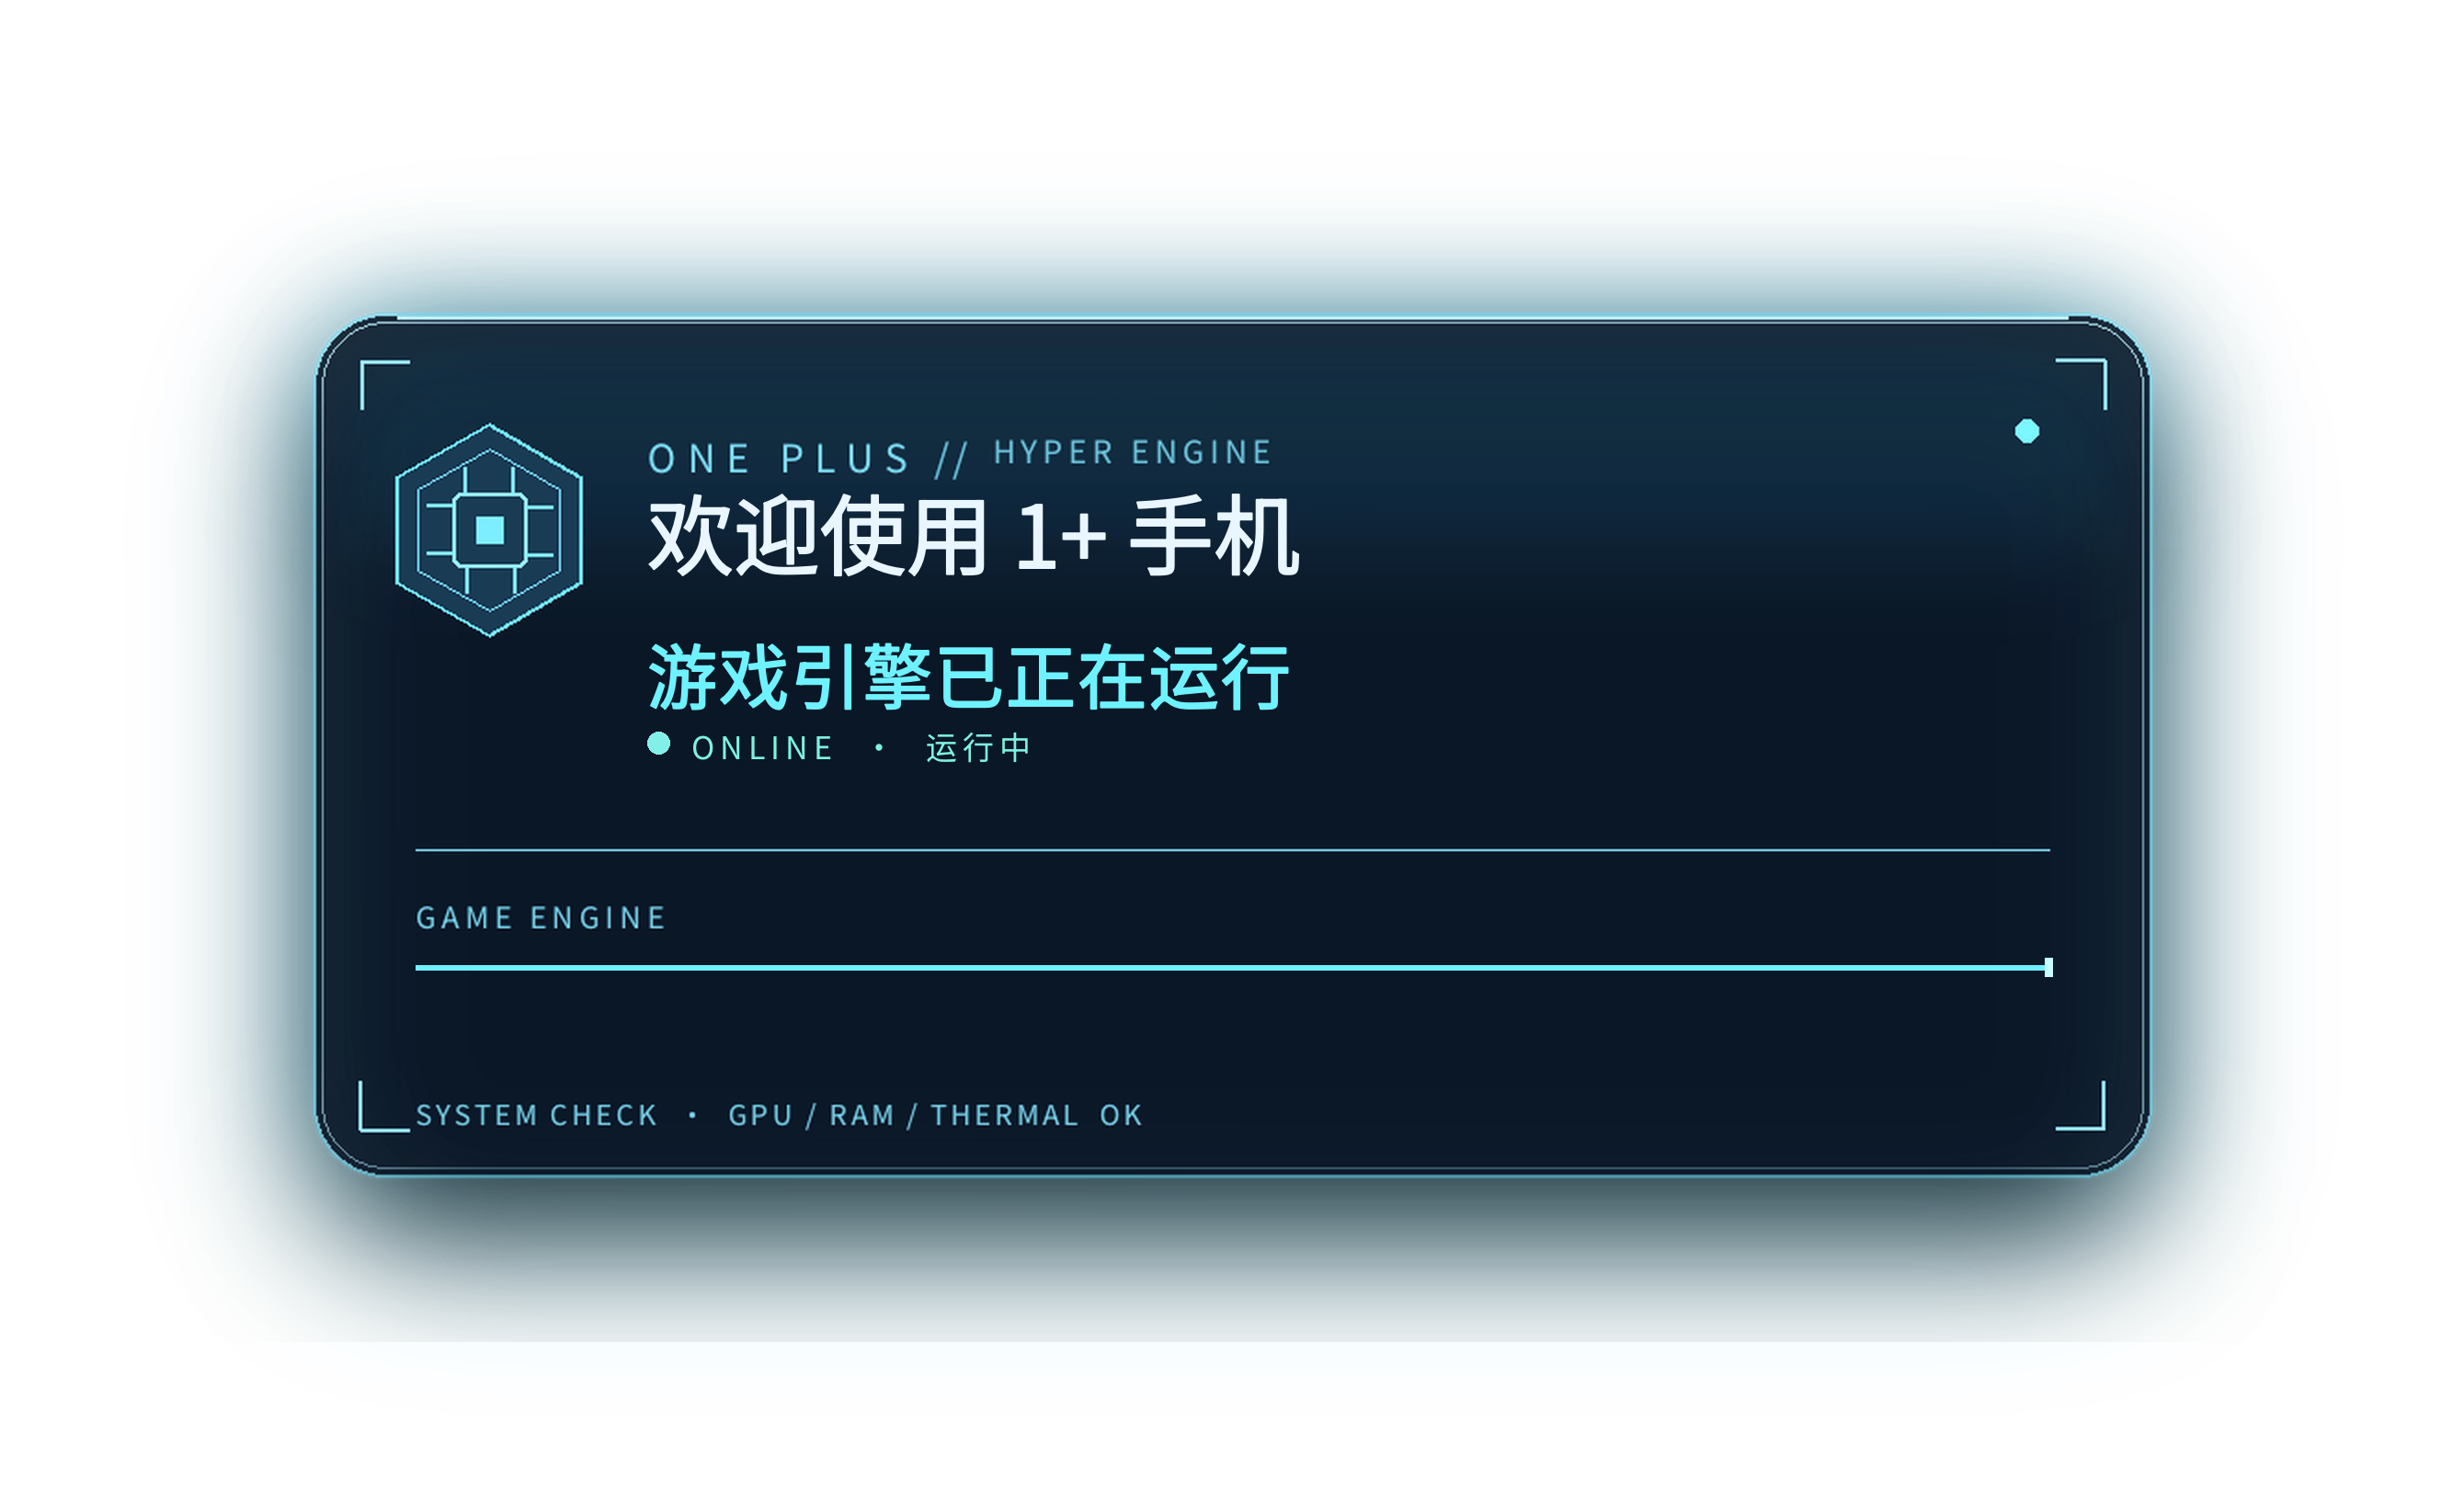 ONE PLUS // HYPER ENGINE
欢迎使用 1+ 手机
游戏引擎已正在运行
ONLINE · 运行中
GAME ENGINE
SYSTEM CHECK · GPU / RAM / THERMAL OK